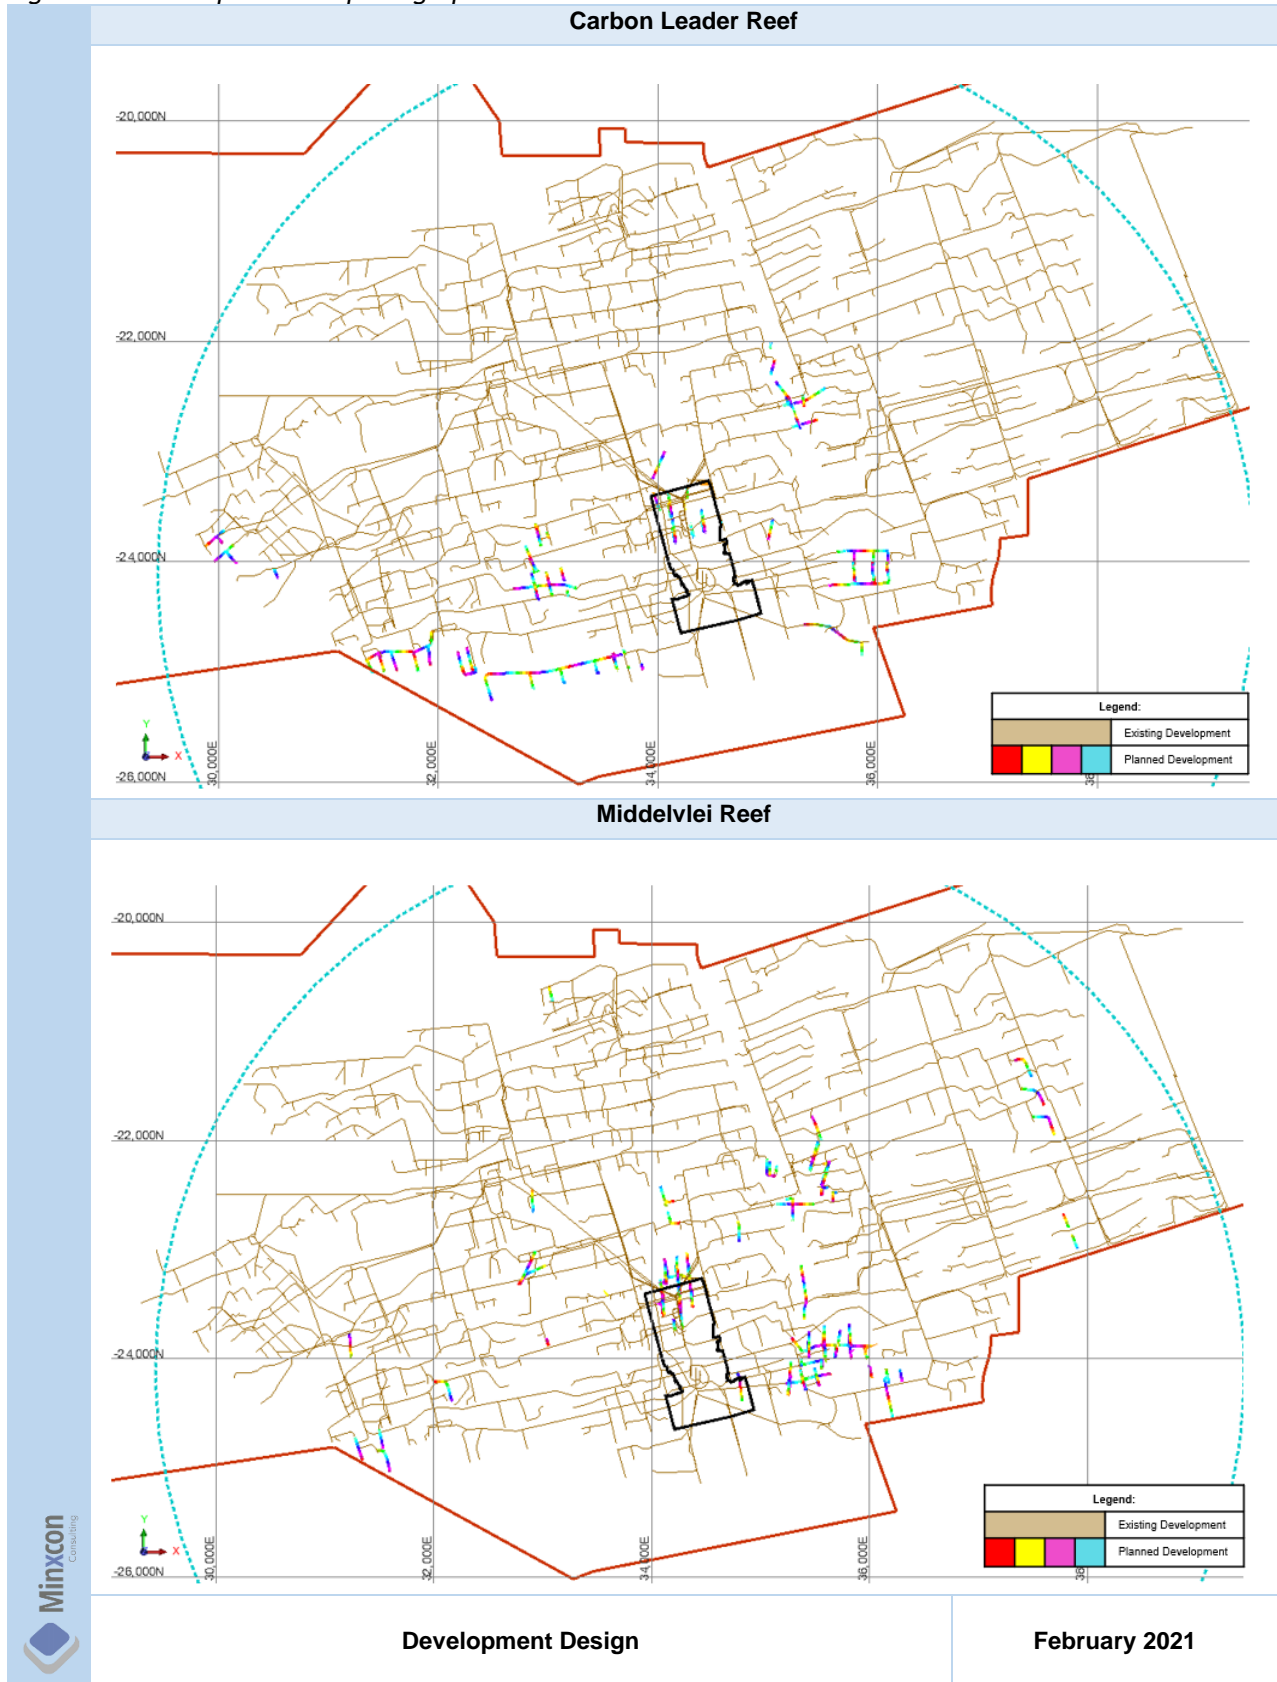 Carbon Leader Reef
-20,000N
-22,000N
-24,000N
-26,000N
30,000E
32,000E
34,000E
36,000E
38
Y
X
Legend:
Existing Development
Planned Development
Middelvlei Reef
-20,000N
-22,000N
-24,000N
-26,000N
30,000E
32,000E
34,000E
36,000E
38
Y
X
Legend:
Existing Development
Planned Development
Minxcon
Consulting
Development Design
February 2021